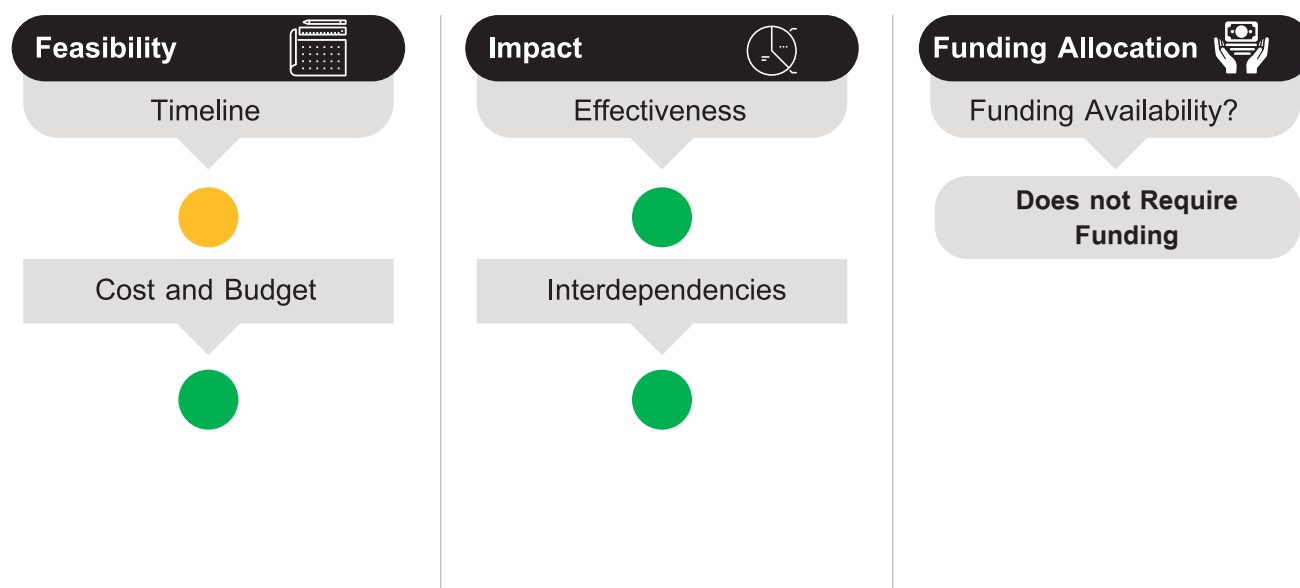 Feasibility
Timeline
Cost and Budget
Impact
Effectiveness
Interdependencies
Funding Allocation
Funding Availability?
Does not Require
Funding